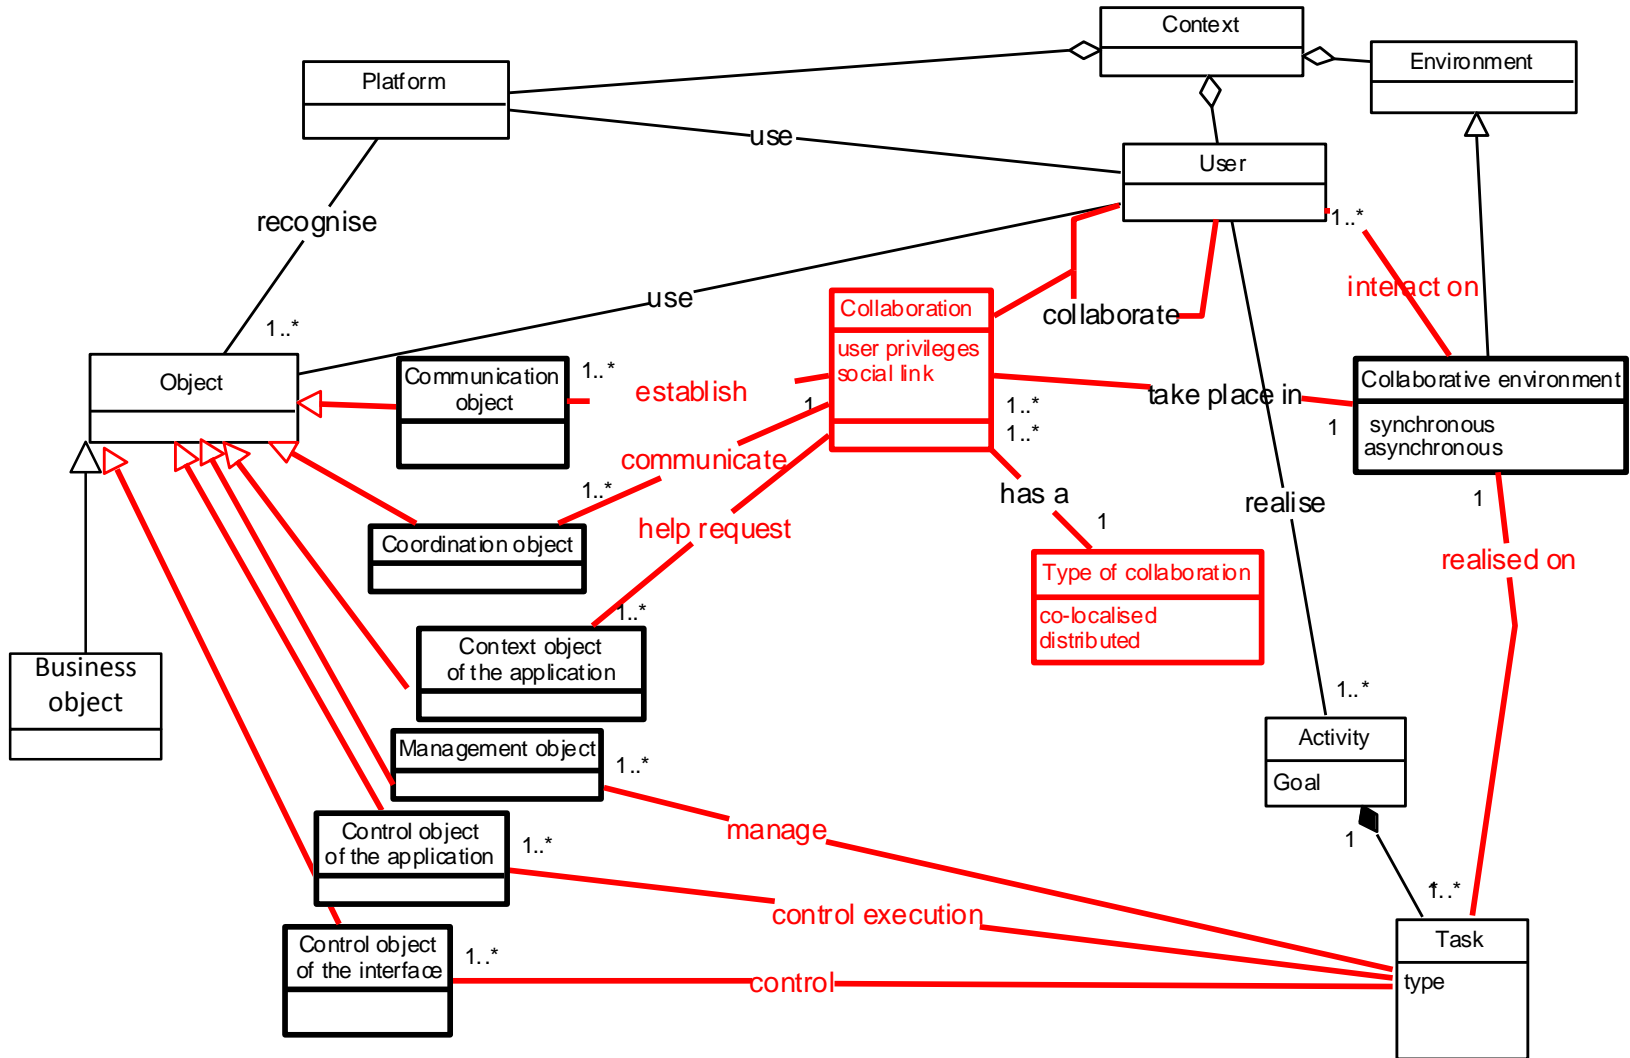 Context
Environment
Platform
use
User
recognise
1..*
interact on
use
Collaboration
collaborate
user privileges
social link
1..*
Object
Communication
object
1..*
establish
1
take place in
Collaborative environment
1..*
1..*
1
synchronous
asynchronous
communicate
1..*
has a
1
realise
1
help request
Coordination object
1
realised on
Type of collaboration
co-localised
distributed
1..*
Context object
of the application
Business
object
1..*
Management object
1..*
Activity
Goal
manage
Control object
of the application
1..*
1
1..*
control execution
Control object
of the interface
1..*
control
Task
type